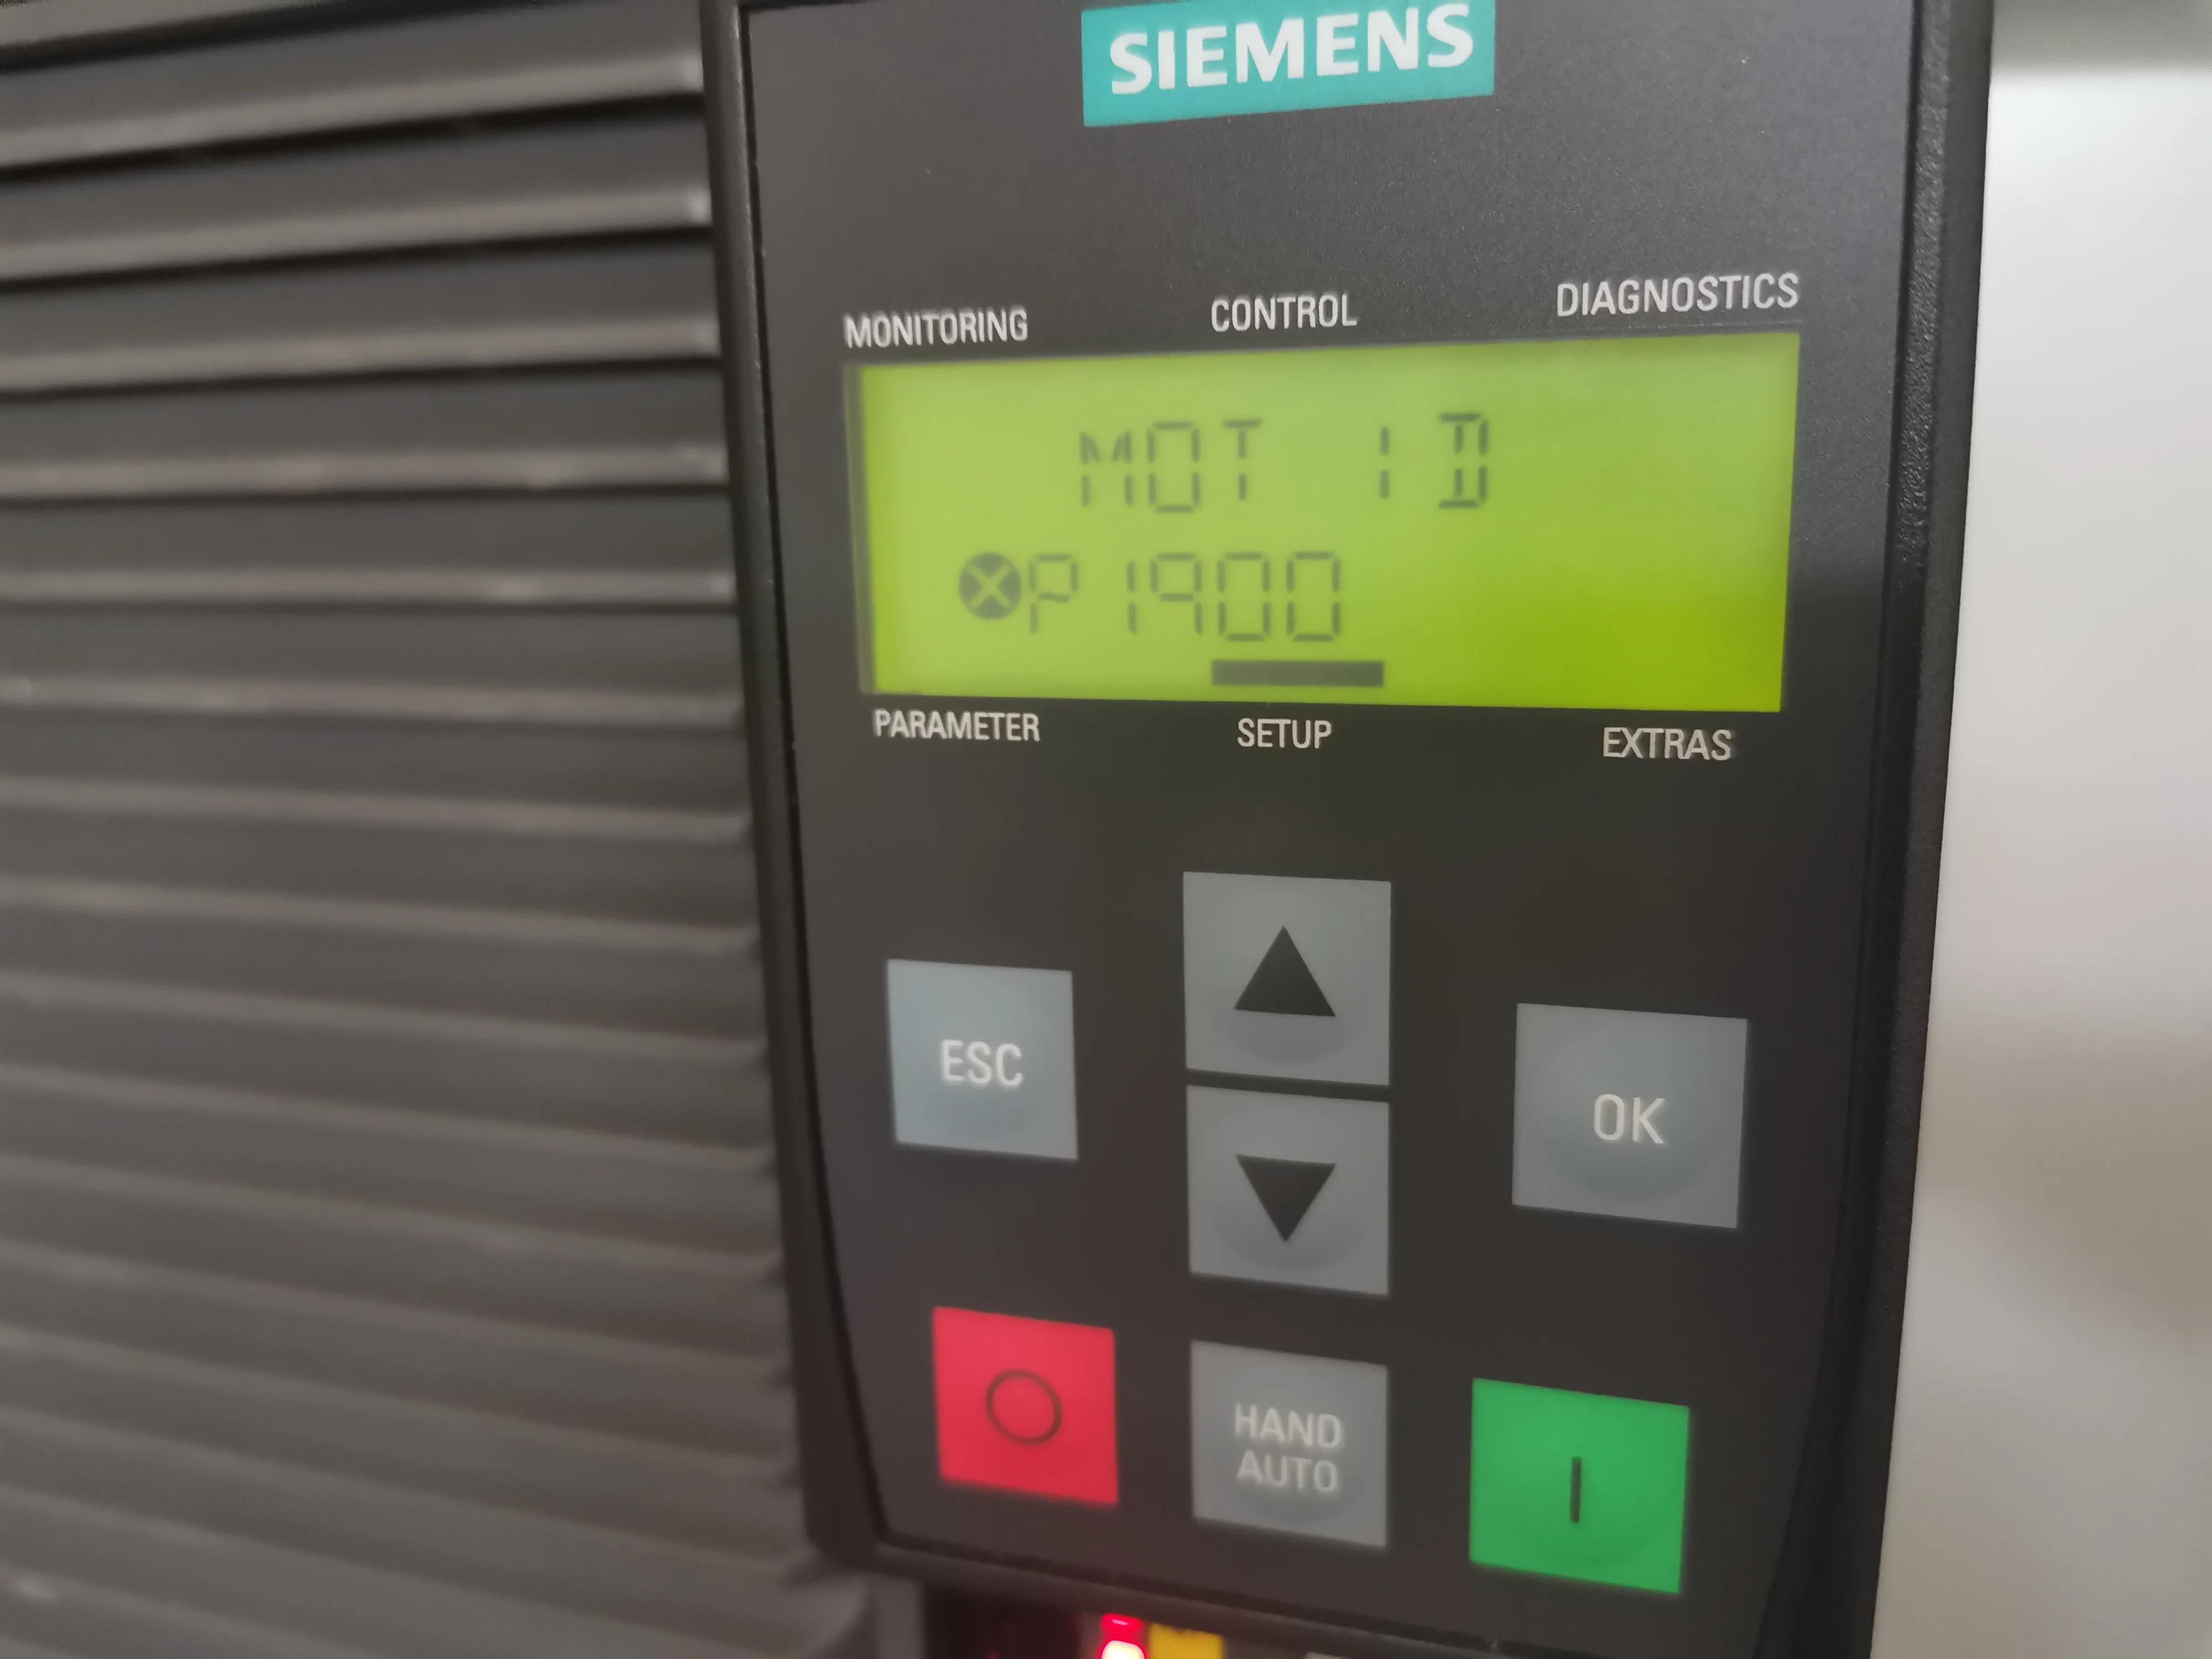 SIEMENS
MONITORING CONTROL DIAGNOSTICS
MOT ID
P1900
PARAMETER SETUP EXTRAS
ESC
OK
HAND
AUTO